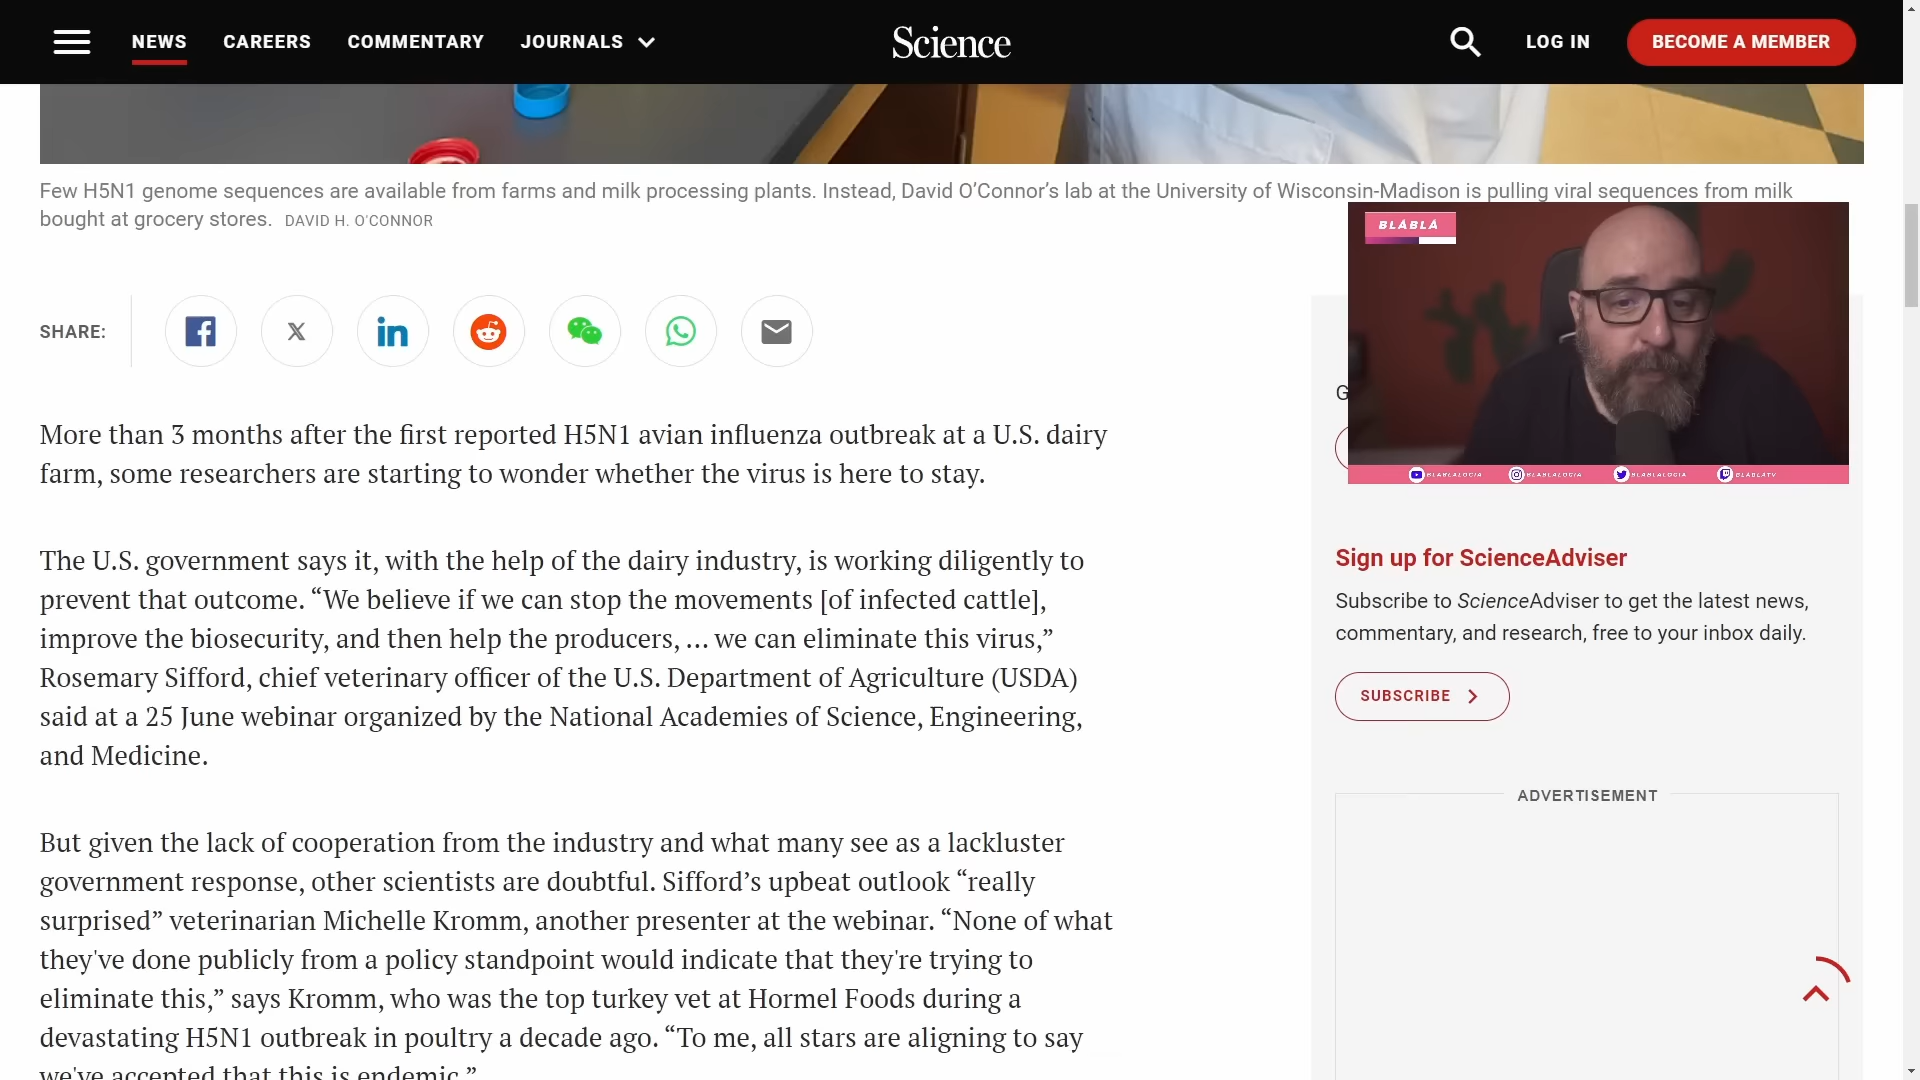 NEWS CAREERS COMMENTARY JOURNALS Science LOG IN BECOME A MEMBER
Few H5N1 genome sequences are available from farms and milk processing plants. Instead, David O’Connor’s lab at the University of Wisconsin-Madison is pulling viral sequences from milk
bought at grocery stores. DAVID H. O'CONNOR
BLABLA
SHARE:
G
BLABLALOGIA BLABLALOGIA BLABLALOGIA BLABLATV
More than 3 months after the first reported H5N1 avian influenza outbreak at a U.S. dairy
farm, some researchers are starting to wonder whether the virus is here to stay.
The U.S. government says it, with the help of the dairy industry, is working diligently to
prevent that outcome. “We believe if we can stop the movements [of infected cattle],
improve the biosecurity, and then help the producers, … we can eliminate this virus,”
Rosemary Sifford, chief veterinary officer of the U.S. Department of Agriculture (USDA)
said at a 25 June webinar organized by the National Academies of Science, Engineering,
and Medicine.
But given the lack of cooperation from the industry and what many see as a lackluster
government response, other scientists are doubtful. Sifford’s upbeat outlook “really
surprised” veterinarian Michelle Kromm, another presenter at the webinar. “None of what
they've done publicly from a policy standpoint would indicate that they're trying to
eliminate this,” says Kromm, who was the top turkey vet at Hormel Foods during a
devastating H5N1 outbreak in poultry a decade ago. “To me, all stars are aligning to say
we've accepted that this is endemic.”
Sign up for ScienceAdviser
Subscribe to ScienceAdviser to get the latest news,
commentary, and research, free to your inbox daily.
SUBSCRIBE
ADVERTISEMENT